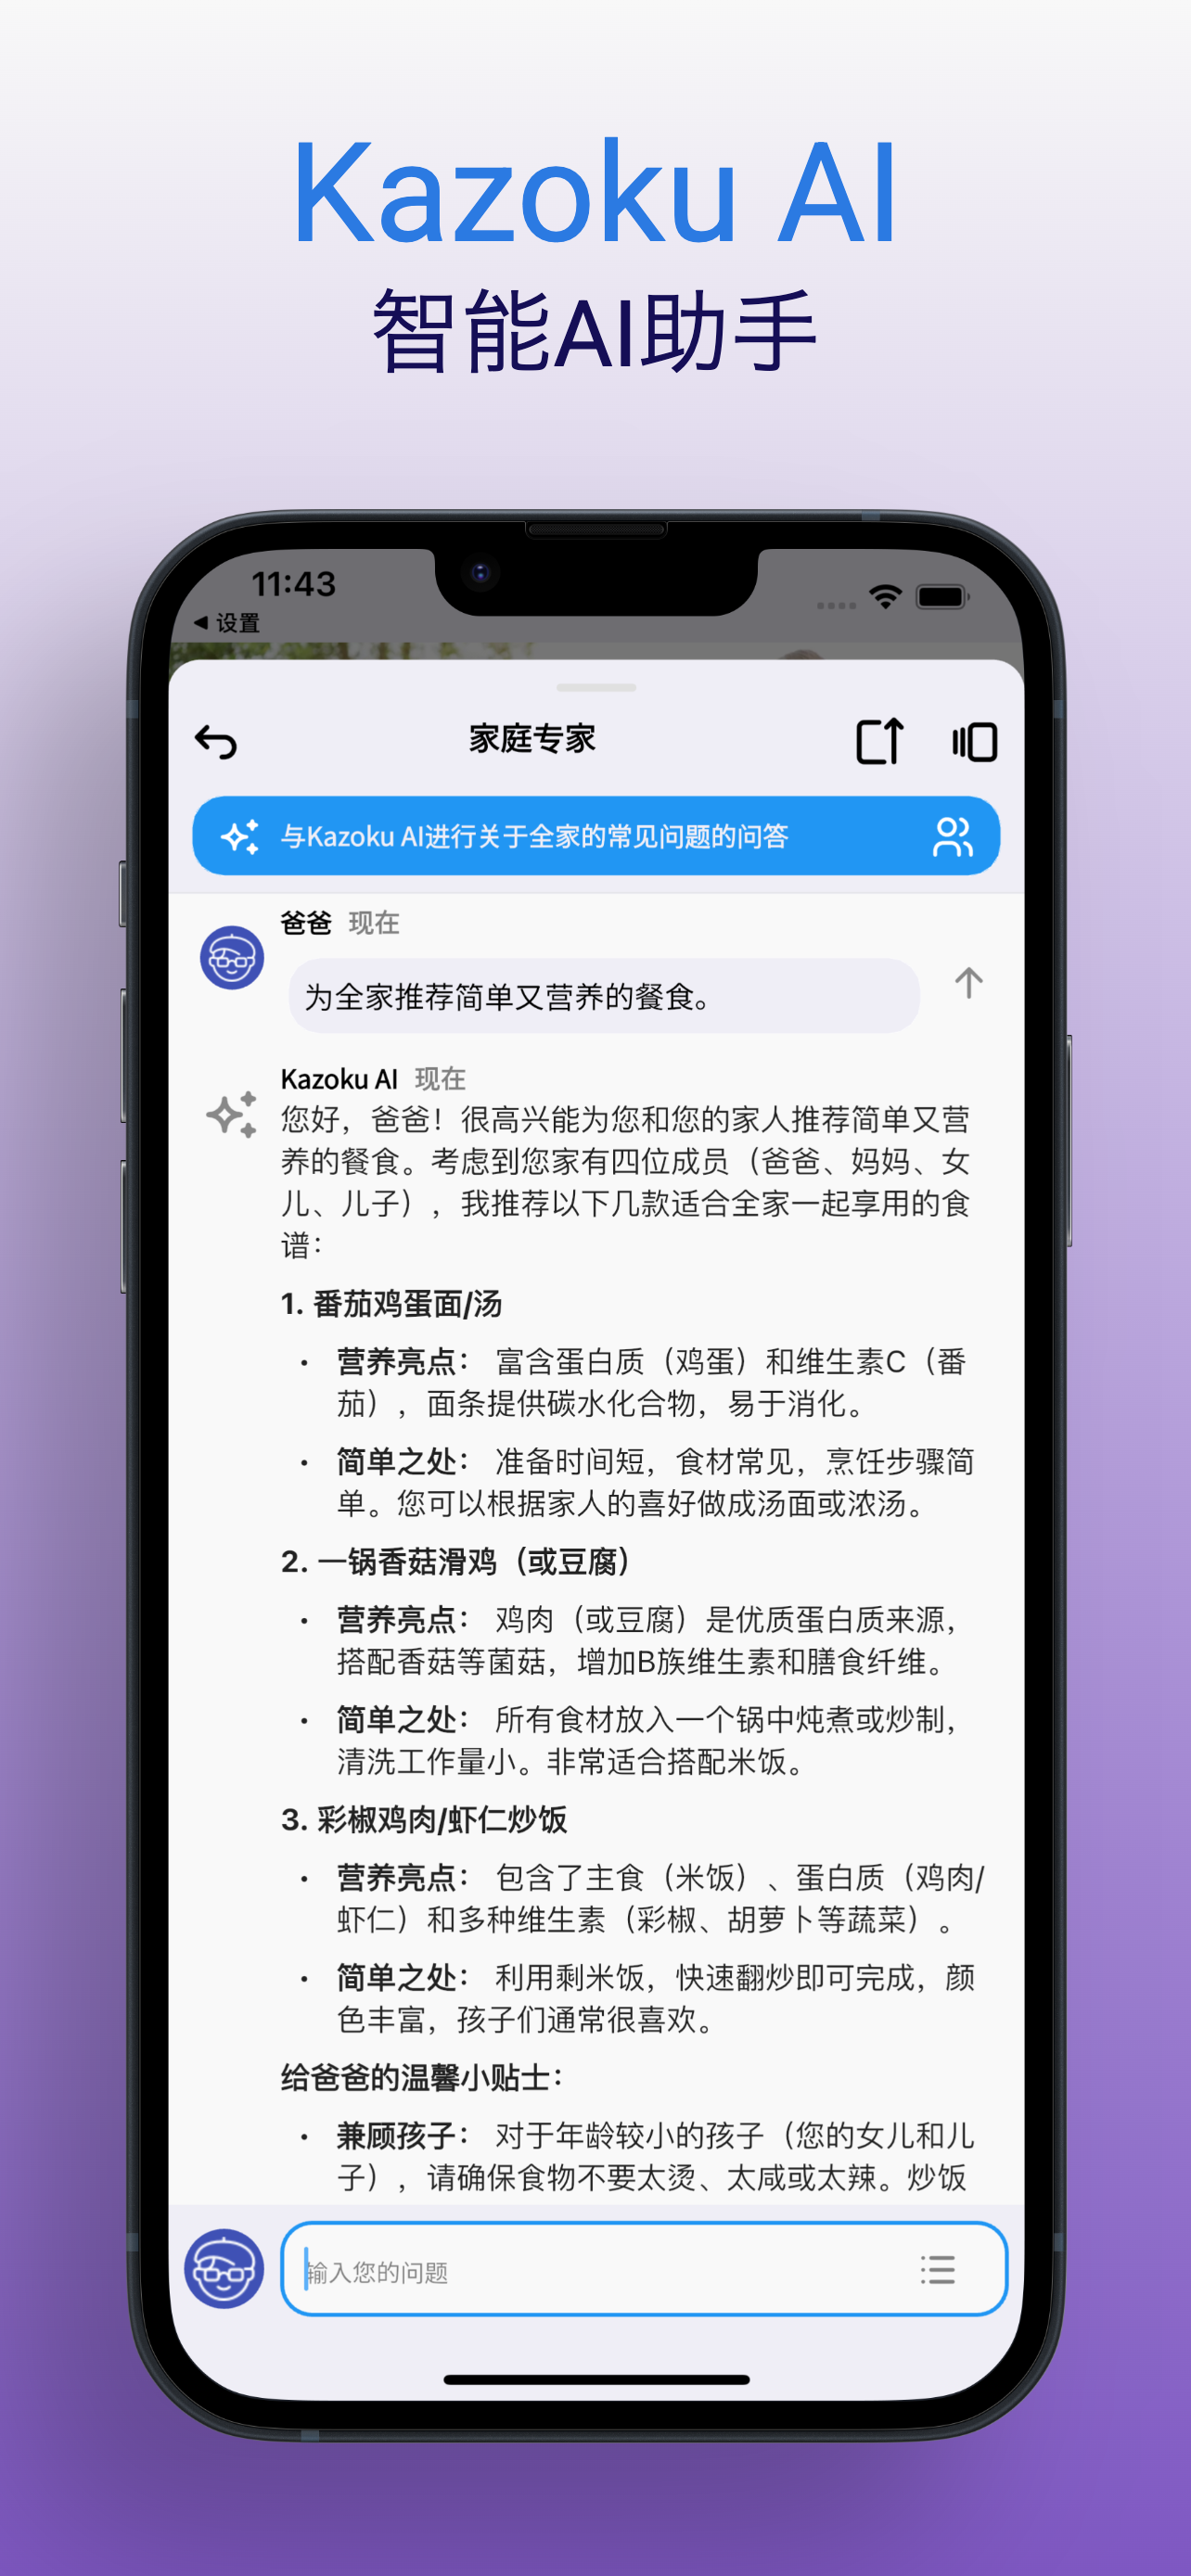 Kazoku AI
智能AI助手
11:43
◀ 设置
家庭专家
与Kazoku AI进行关于全家的常见问题的问答
爸爸 现在
为全家推荐简单又营养的餐食。
Kazoku AI 现在
您好，爸爸！很高兴能为您和您的家人推荐简单又营
养的餐食。考虑到您家有四位成员（爸爸、妈妈、女
儿、儿子），我推荐以下几款适合全家一起享用的食
谱：
1. 番茄鸡蛋面/汤
• 营养亮点： 富含蛋白质（鸡蛋）和维生素C（番
茄），面条提供碳水化合物，易于消化。
• 简单之处： 准备时间短，食材常见，烹饪步骤简
单。您可以根据家人的喜好做成汤面或浓汤。
2. 一锅香菇滑鸡（或豆腐）
• 营养亮点： 鸡肉（或豆腐）是优质蛋白质来源，
搭配香菇等菌菇，增加B族维生素和膳食纤维。
• 简单之处： 所有食材放入一个锅中炖煮或炒制，
清洗工作量小。非常适合搭配米饭。
3. 彩椒鸡肉/虾仁炒饭
• 营养亮点： 包含了主食（米饭）、蛋白质（鸡肉/
虾仁）和多种维生素（彩椒、胡萝卜等蔬菜）。
• 简单之处： 利用剩米饭，快速翻炒即可完成，颜
色丰富，孩子们通常很喜欢。
给爸爸的温馨小贴士：
• 兼顾孩子： 对于年龄较小的孩子（您的女儿和儿
子），请确保食物不要太烫、太咸或太辣。炒饭
输入您的问题